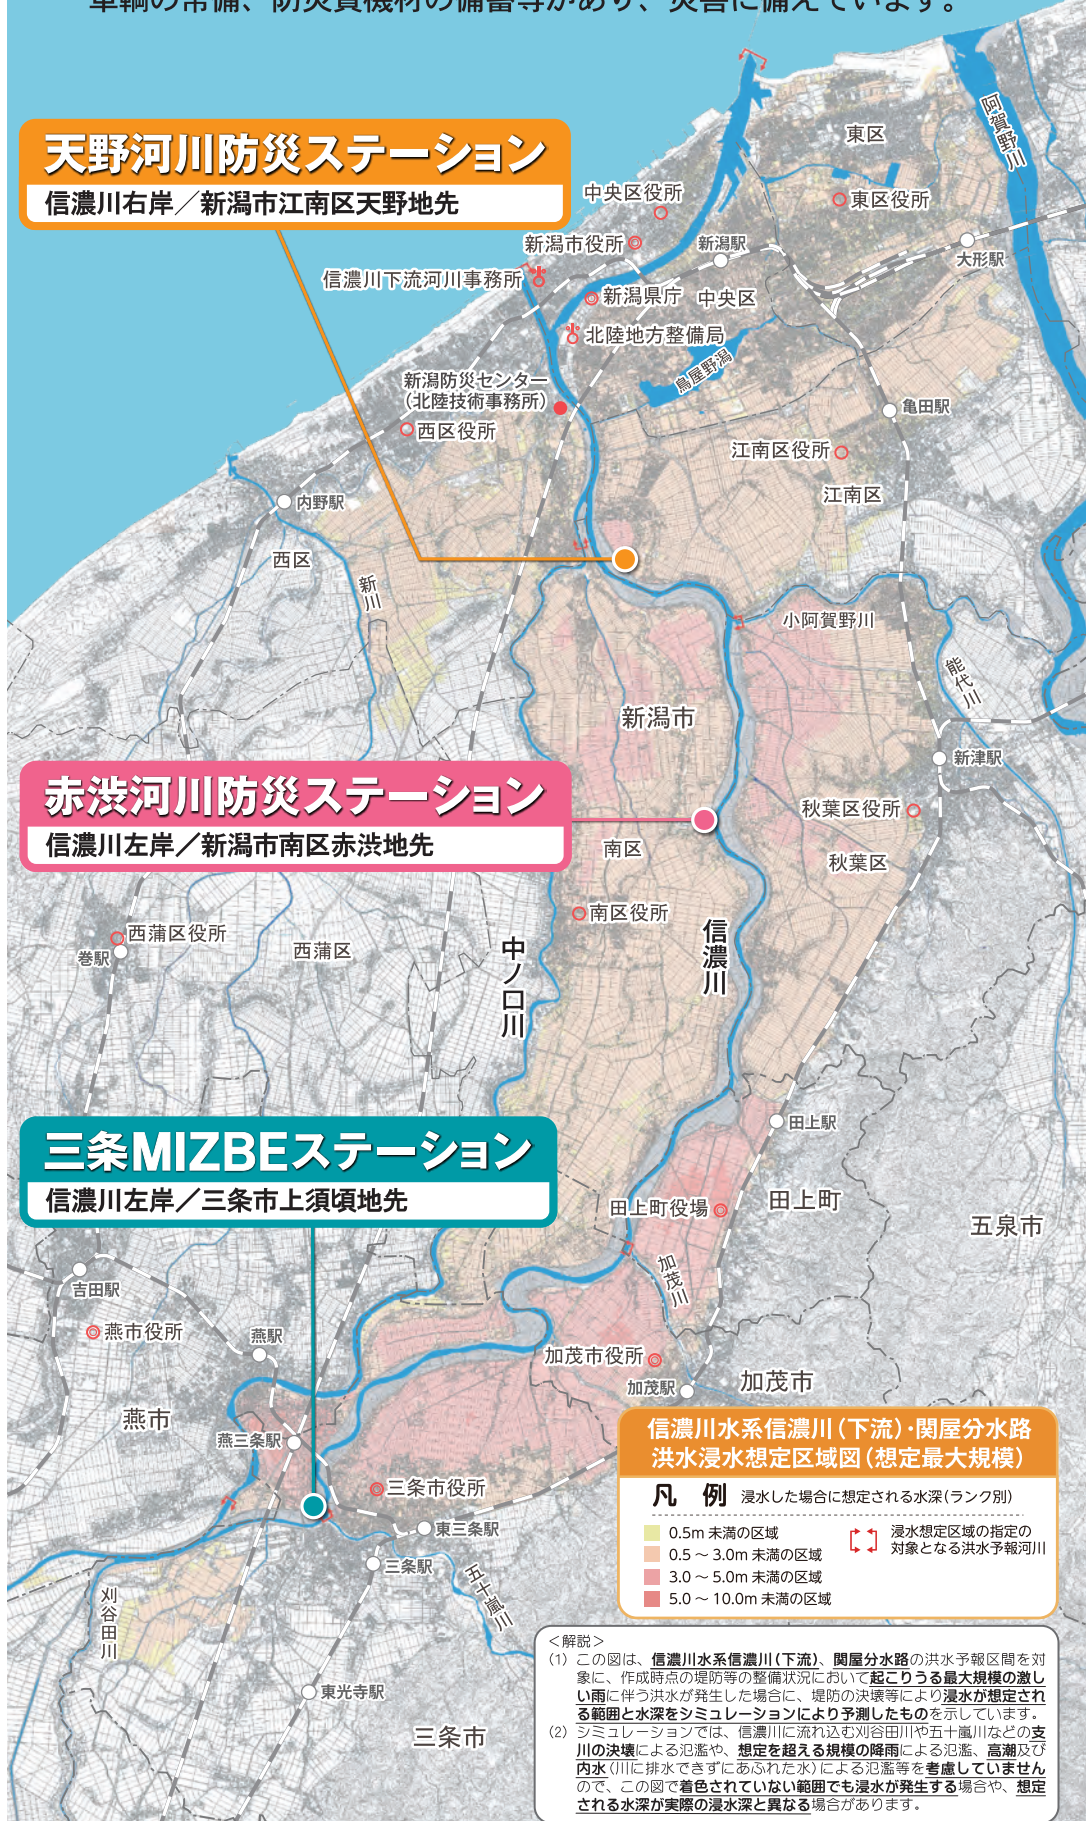 車輌の常備、防災資機材の備蓄等があり、災害に備えています。
天野河川防災ステーション
信濃川右岸／新潟市江南区天野地先
阿賀野川
東区
中央区役所
東区役所
新潟市役所
新潟駅
大形駅
信濃川下流河川事務所
新潟県庁
中央区
北陸地方整備局
鳥屋野潟
新潟防災センター
（北陸技術事務所）
亀田駅
西区役所
江南区役所
内野駅
江南区
西区
新川
小阿賀野川
能代川
新潟市
新津駅
赤渋河川防災ステーション
信濃川左岸／新潟市南区赤渋地先
秋葉区役所
南区
秋葉区
南区役所
西蒲区役所
巻駅
西蒲区
中ノ口川
信濃川
三条MIZBEステーション
信濃川左岸／三条市上須頃地先
田上駅
田上町役場
田上町
五泉市
加茂川
吉田駅
燕市役所
燕駅
加茂市役所
加茂駅
加茂市
燕市
燕三条駅
三条市役所
東三条駅
三条駅
五十嵐川
刈谷田川
東光寺駅
三条市
信濃川水系信濃川（下流）・関屋分水路
洪水浸水想定区域図（想定最大規模）
凡 例 浸水した場合に想定される水深（ランク別）
0.5m 未満の区域
0.5 ～ 3.0m 未満の区域
3.0 ～ 5.0m 未満の区域
5.0 ～ 10.0m 未満の区域
浸水想定区域の指定の
対象となる洪水予報河川
＜解説＞
(1) この図は、信濃川水系信濃川（下流）、関屋分水路の洪水予報区間を対
象に、作成時点の堤防等の整備状況において起こりうる最大規模の激し
い雨に伴う洪水が発生した場合に、堤防の決壊等により浸水が想定され
る範囲と水深をシミュレーションにより予測したものを示しています。
(2) シミュレーションでは、信濃川に流れ込む刈谷田川や五十嵐川などの支
川の決壊による氾濫や、想定を超える規模の降雨による氾濫、高潮及び
内水（川に排水できずにあふれた水）による氾濫等を考慮していません
ので、この図で着色されていない範囲でも浸水が発生する場合や、想定
される水深が実際の浸水深と異なる場合があります。